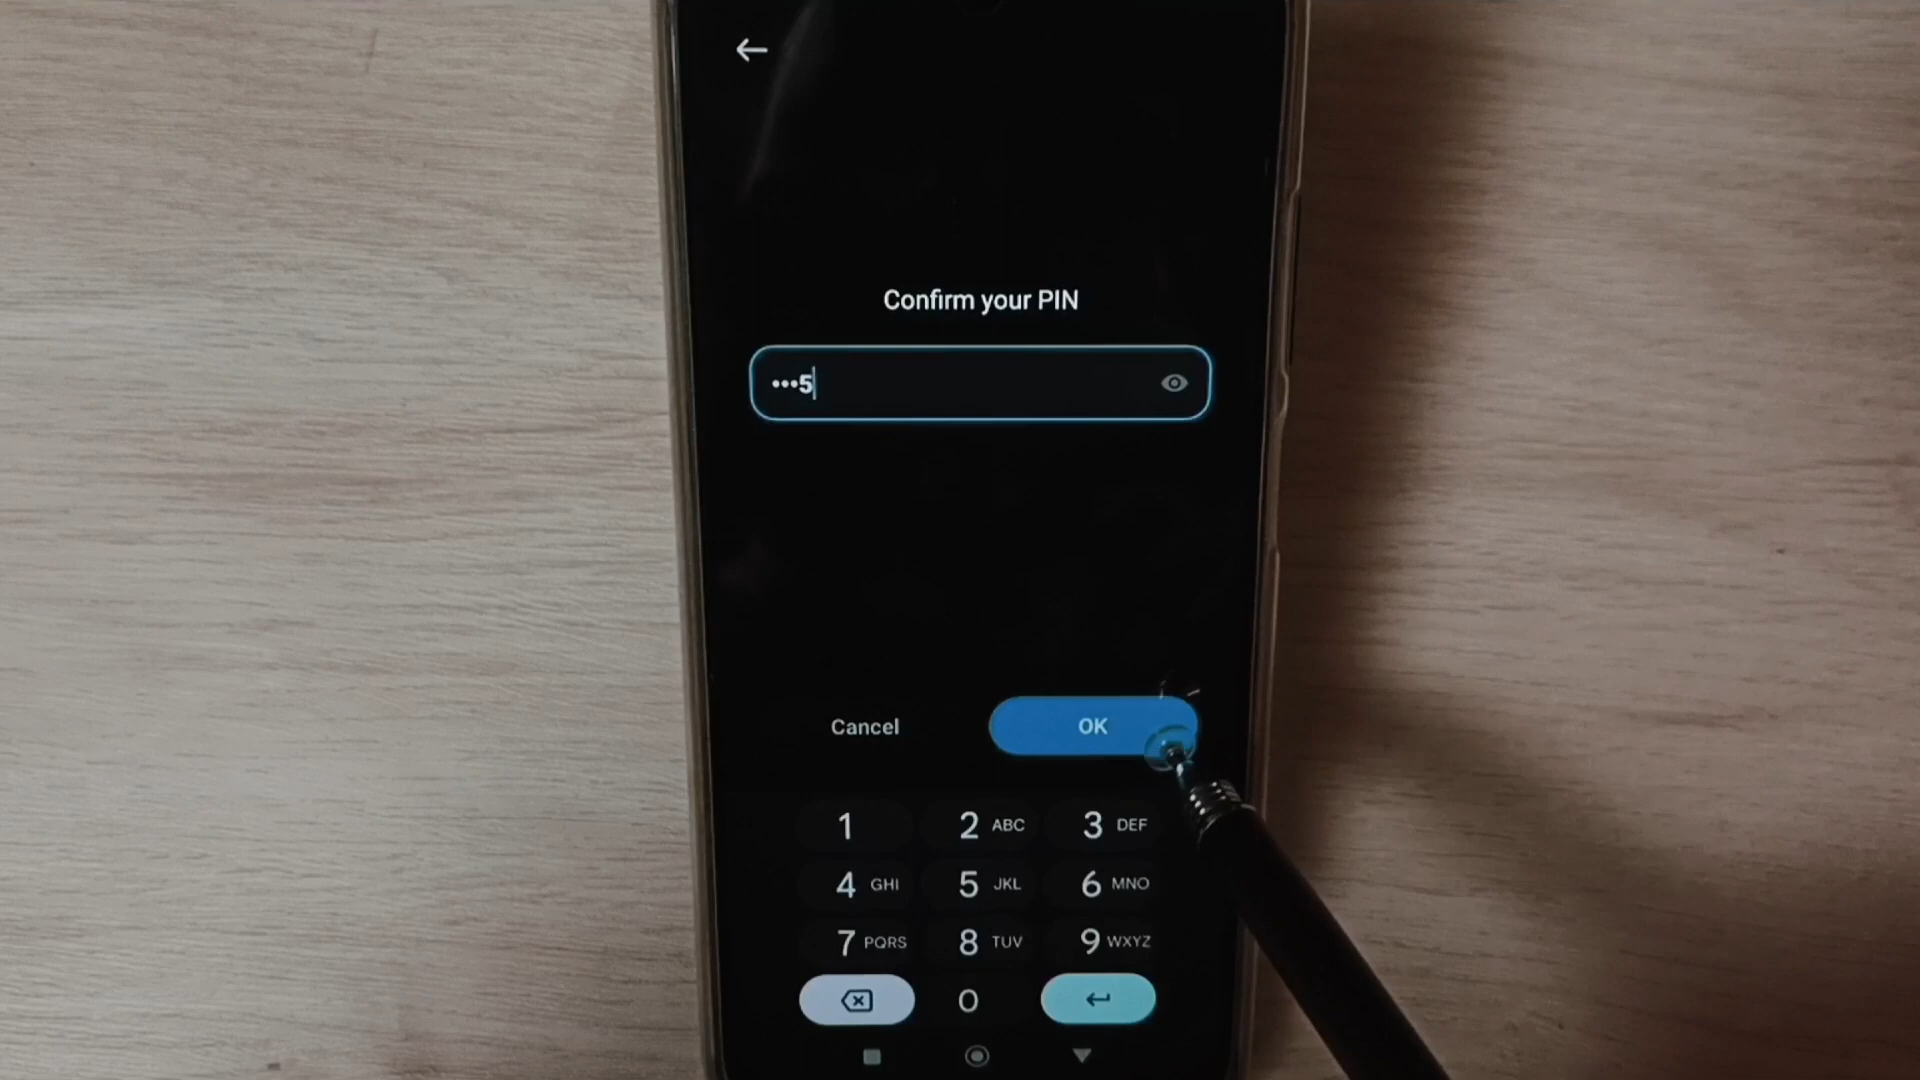 Confirm your PIN
•••5
Cancel
OK
1
2 ABC
3 DEF
4 GHI
5 JKL
6 MNO
7 PQRS
8 TUV
9 WXYZ
0